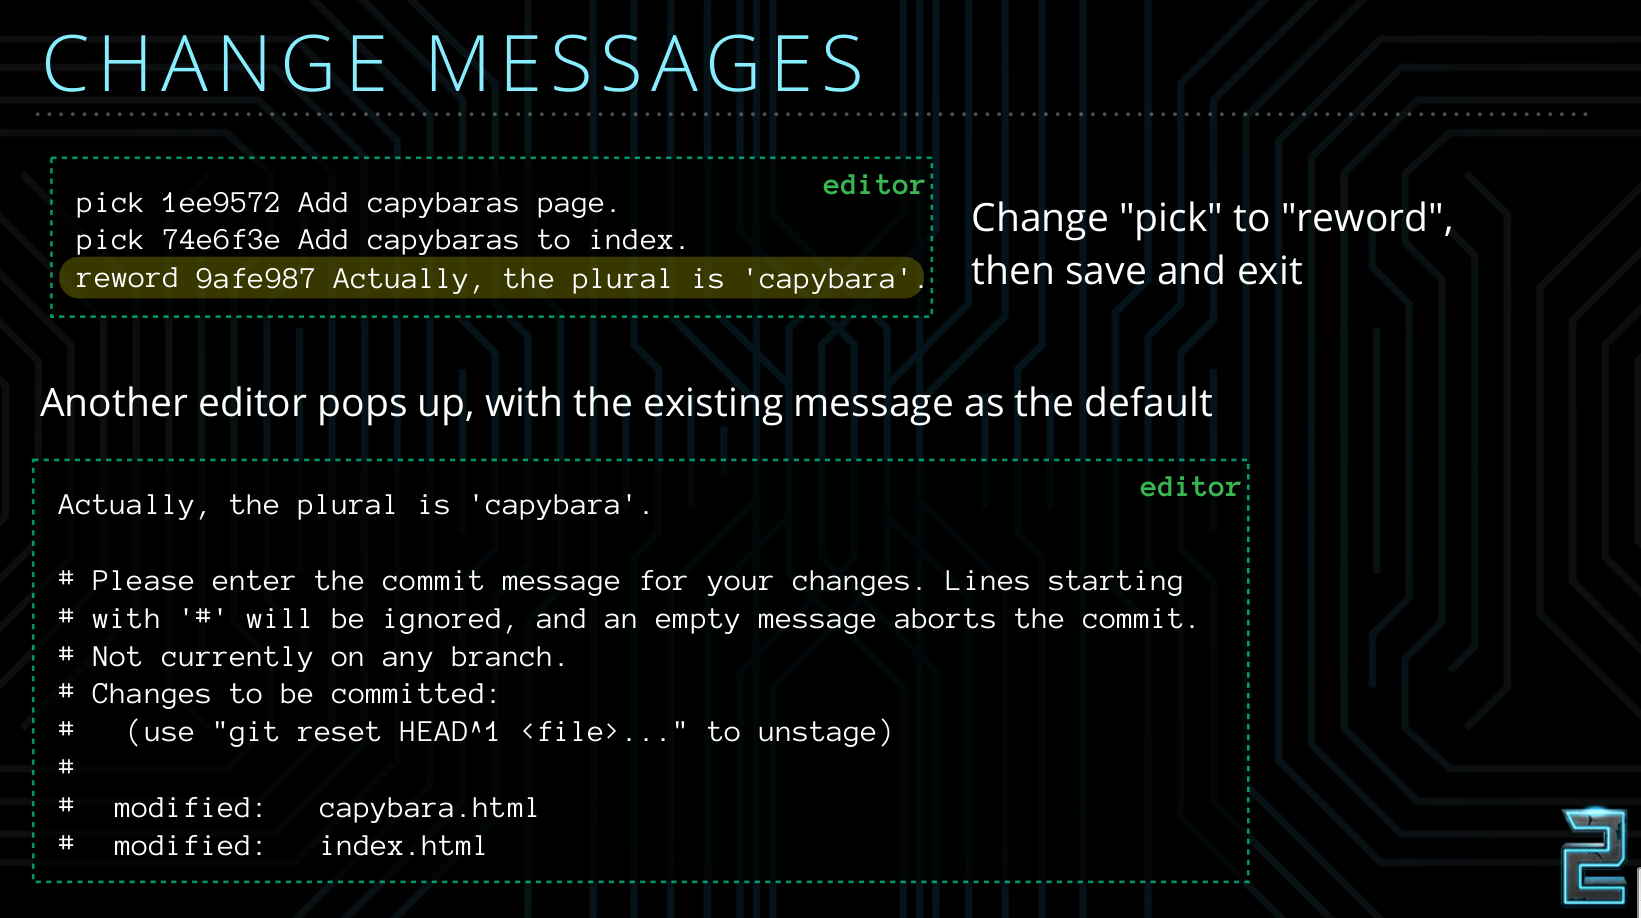 CHANGE MESSAGES
editor
pick 1ee9572 Add capybaras page.
pick 74e6f3e Add capybaras to index.
reword 9afe987 Actually, the plural is 'capybara'.
Change "pick" to "reword",
then save and exit
Another editor pops up, with the existing message as the default
editor
Actually, the plural is 'capybara'.
# Please enter the commit message for your changes. Lines starting
# with '#' will be ignored, and an empty message aborts the commit.
# Not currently on any branch.
# Changes to be committed:
#   (use "git reset HEAD^1 <file>..." to unstage)
#
#  modified:   capybara.html
#  modified:   index.html
2